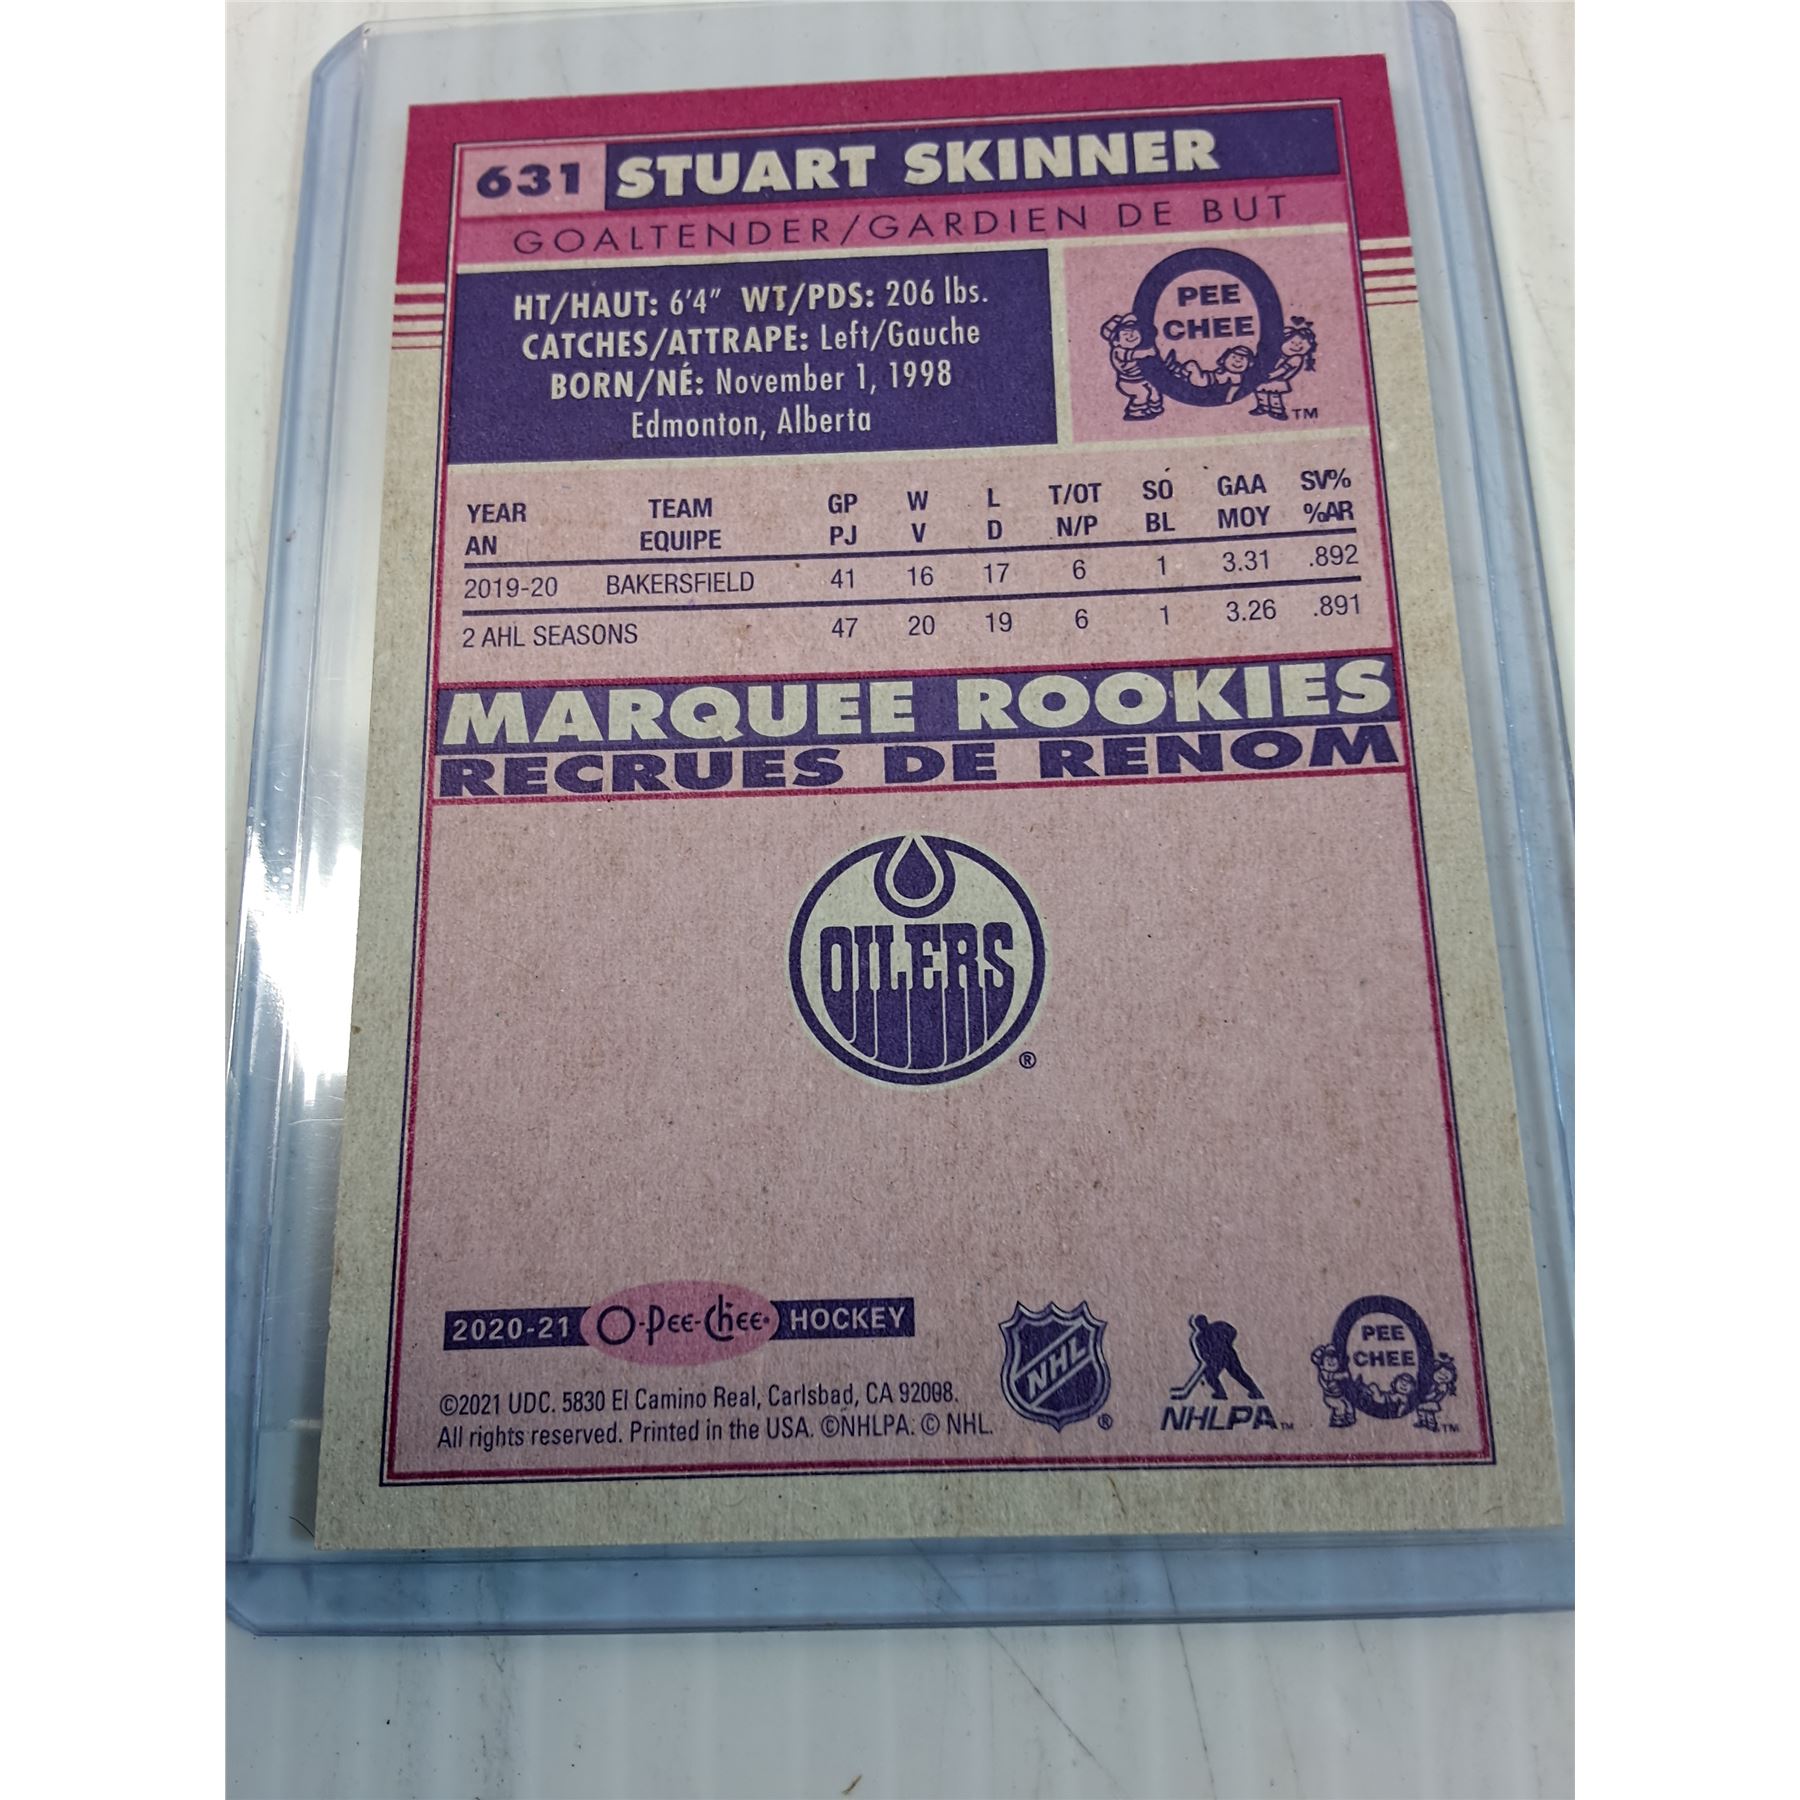 631 STUART SKINNER
GOALTENDER/GARDIEN DE BUT
HT/HAUT: 6'4" WT/PDS: 206 lbs.
CATCHES/ATTRAPE: Left/Gauche
BORN/NÉ: November 1, 1998
Edmonton, Alberta
PEE
CHEE
TM
YEAR TEAM GP W L T/OT SO GAA SV%
AN EQUIPE PJ V D N/P BL MOY %AR
2019-20 BAKERSFIELD 41 16 17 6 1 3.31 .892
2 AHL SEASONS 47 20 19 6 1 3.26 .891
MARQUEE ROOKIES
RECRUES DE RENOM
OILERS
®
2020-21 O-Pee-Chee HOCKEY
©2021 UDC. 5830 El Camino Real, Carlsbad, CA 92008.
All rights reserved. Printed in the USA. ©NHLPA. © NHL.
NHL ®
NHLPA TM
PEE
CHEE
TM